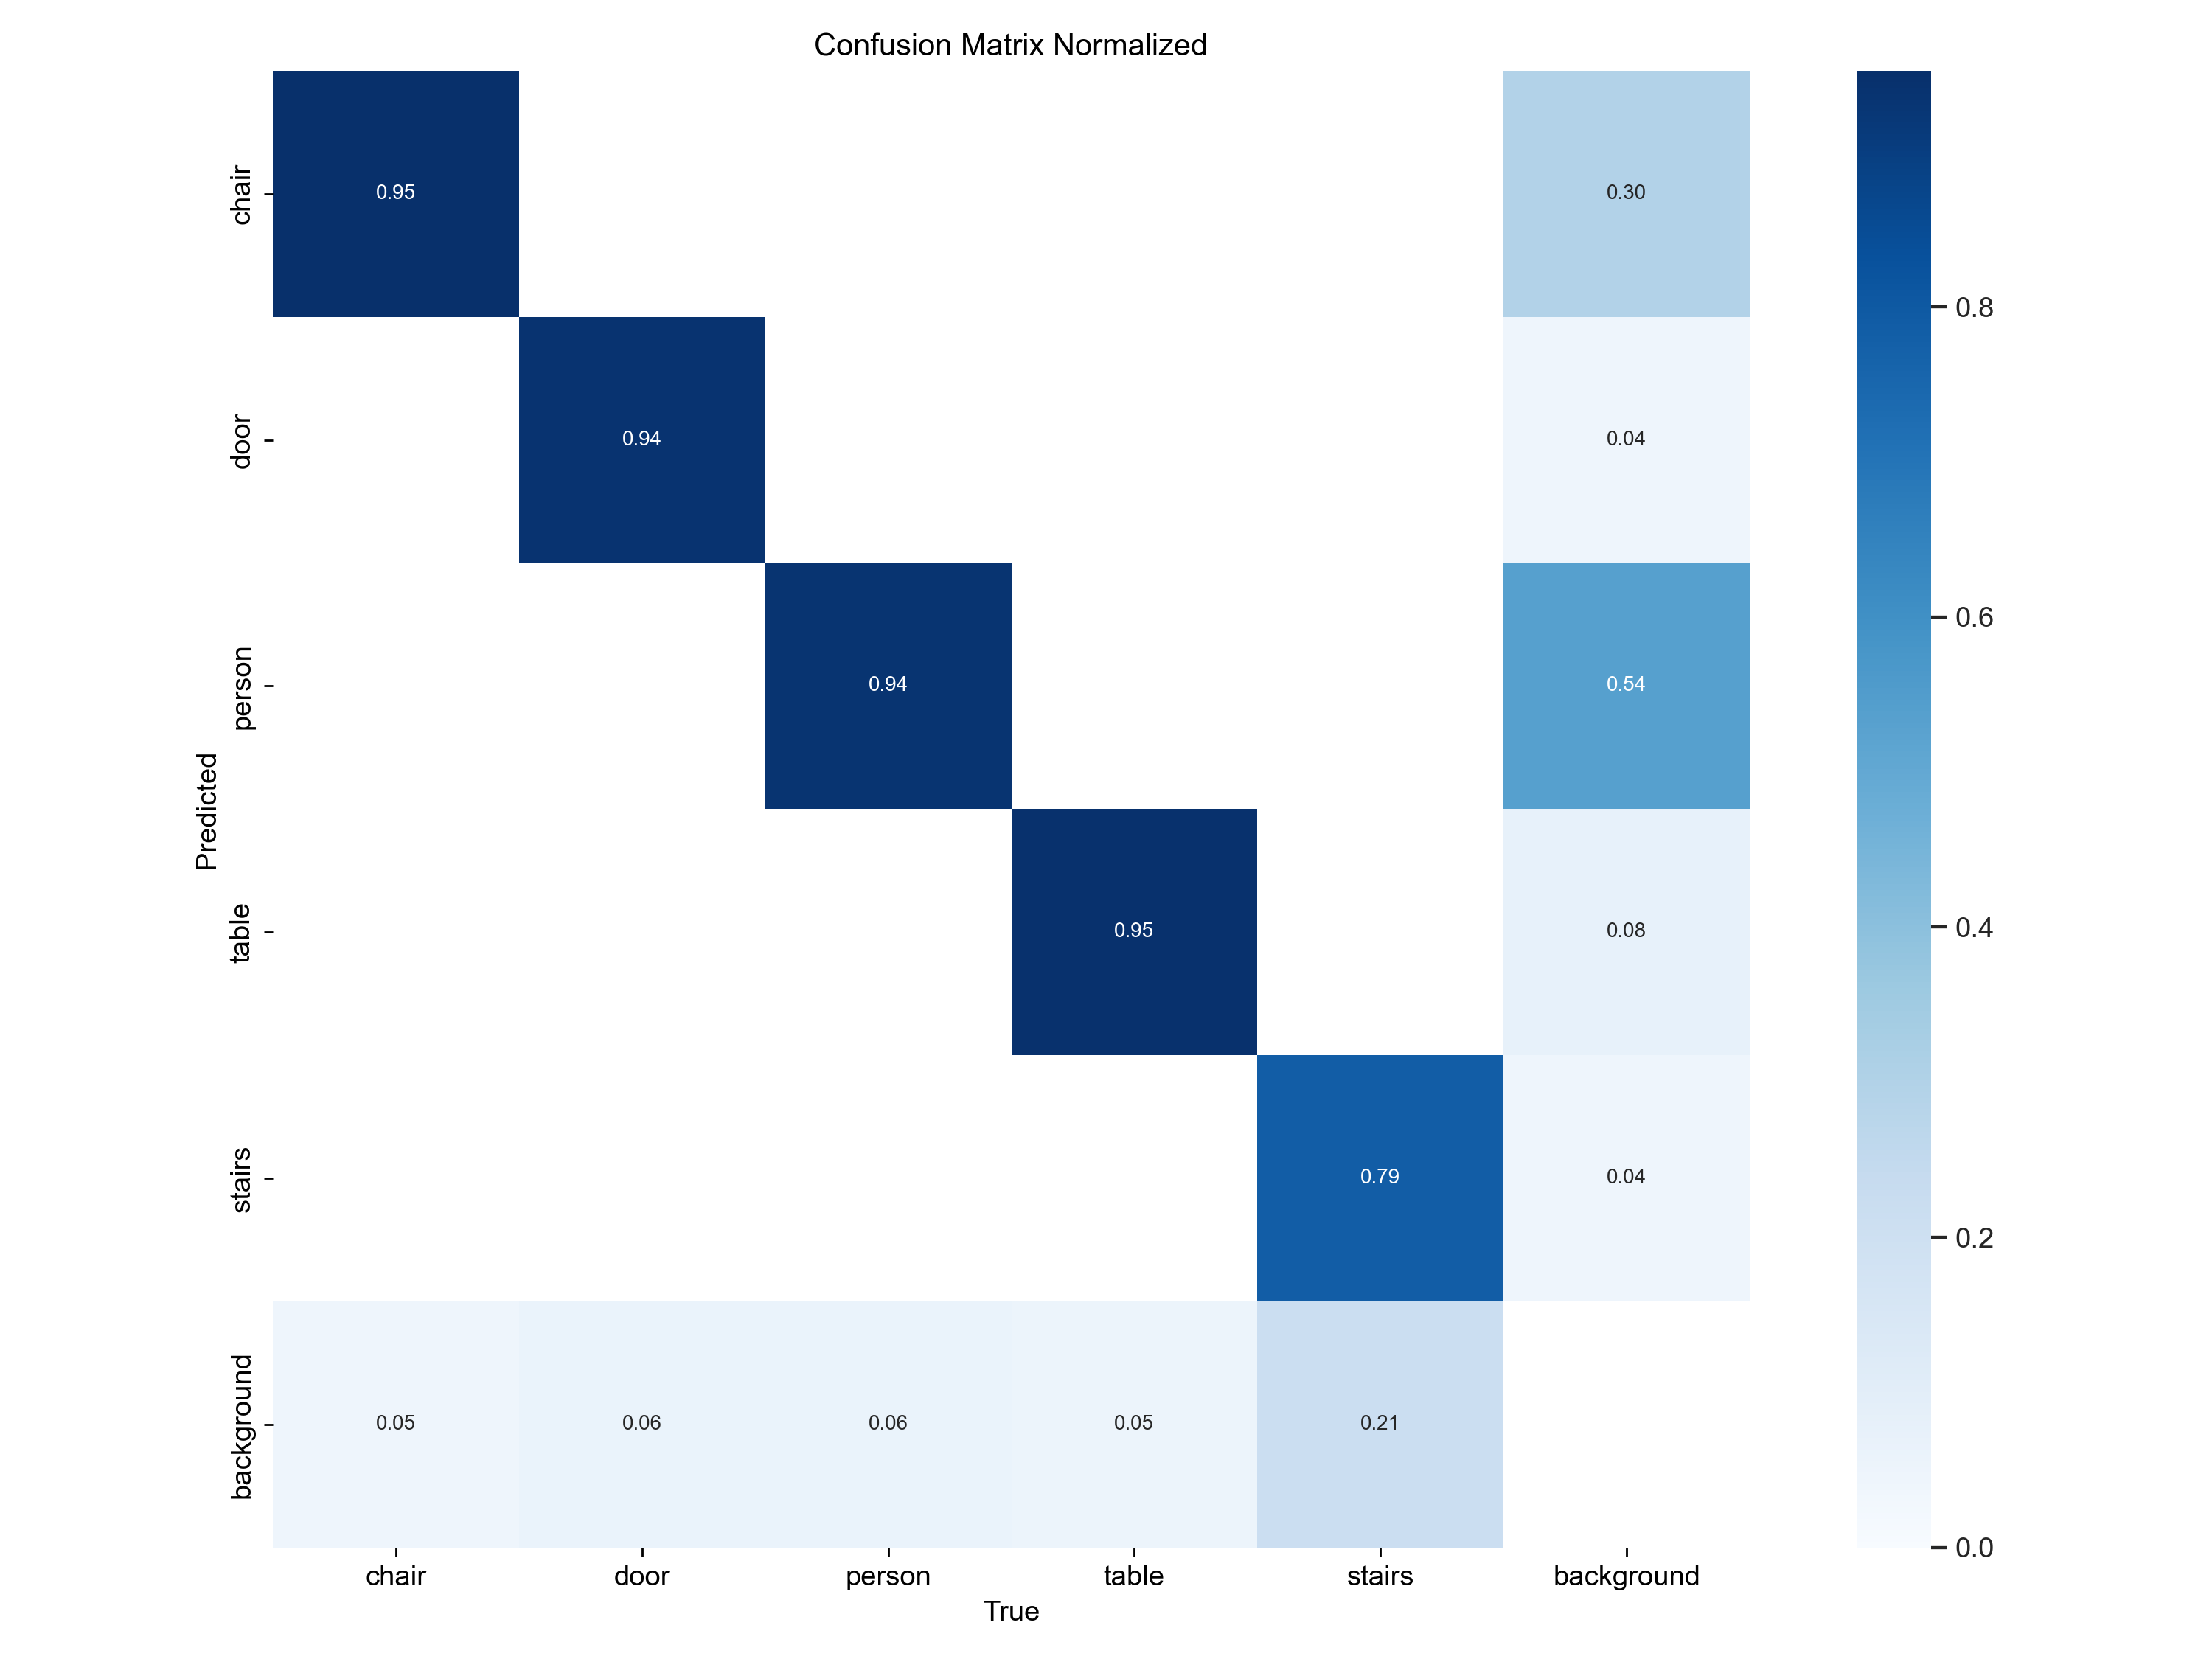 Confusion Matrix Normalized
chair
0.95
0.30
door
0.94
0.04
person
0.94
0.54
table
0.95
0.08
stairs
0.79
0.04
background
0.05
0.06
0.06
0.05
0.21
Predicted
chair
door
person
table
stairs
background
True
0.8
0.6
0.4
0.2
0.0